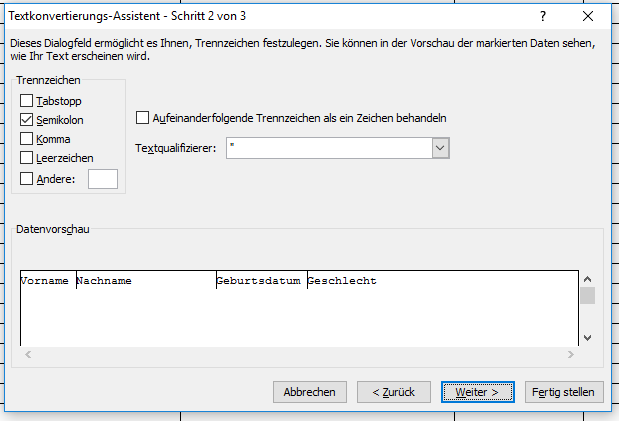 Textkonvertierungs-Assistent - Schritt 2 von 3
Dieses Dialogfeld ermöglicht es Ihnen, Trennzeichen festzulegen. Sie können in der Vorschau der markierten Daten sehen,
wie Ihr Text erscheinen wird.
Trennzeichen
Tabstopp
Semikolon
Komma
Leerzeichen
Andere:
Aufeinanderfolgende Trennzeichen als ein Zeichen behandeln
Textqualifizierer: "
Datenvorschau
Vorname Nachname Geburtsdatum Geschlecht
Abbrechen < Zurück Weiter > Fertig stellen